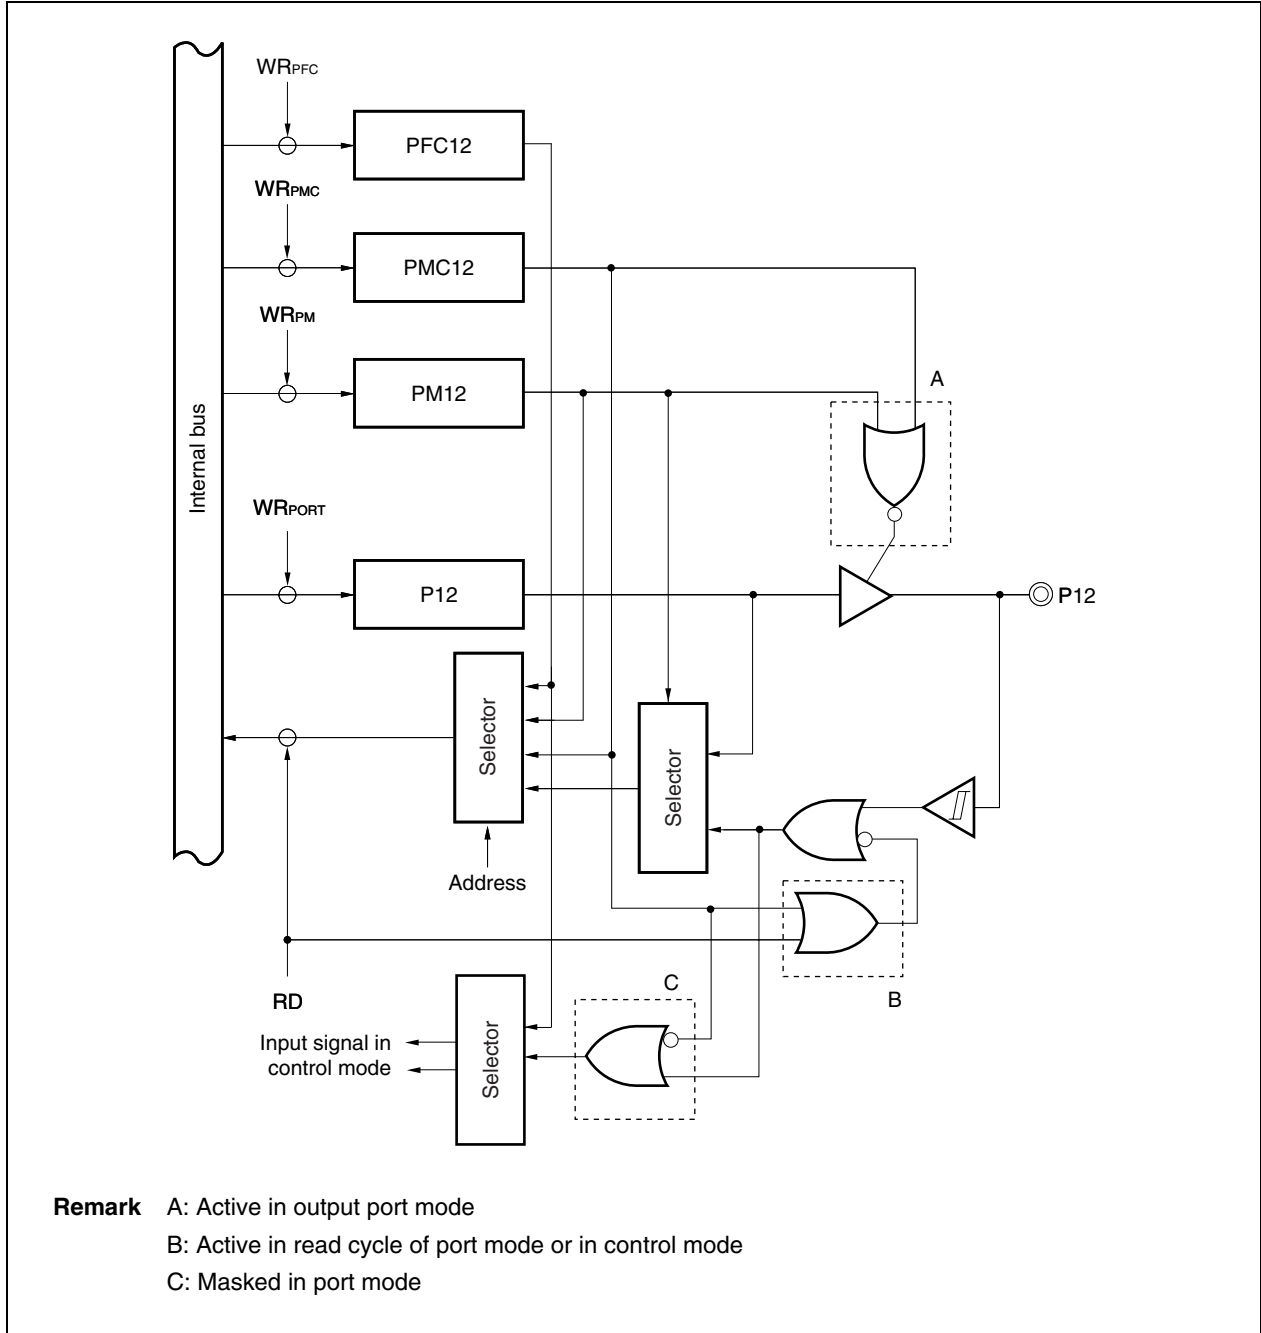 WRPFC
PFC12
WRPMC
PMC12
WRPM
PM12
A
Internal bus
WRPORT
P12
P12
Selector
Selector
Address
C
B
RD
Input signal in
control mode
Selector
Remark A: Active in output port mode
B: Active in read cycle of port mode or in control mode
C: Masked in port mode